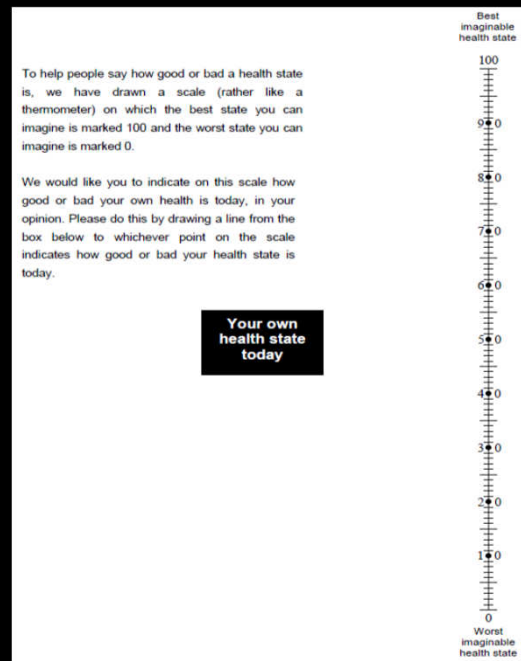 To help people say how good or bad a health state
is, we have drawn a scale (rather like a
thermometer) on which the best state you can
imagine is marked 100 and the worst state you can
imagine is marked 0.
We would like you to indicate on this scale how
good or bad your own health is today, in your
opinion. Please do this by drawing a line from the
box below to whichever point on the scale
indicates how good or bad your health state is
today.
Your own
health state
today
Best
imaginable
health state
100
90
80
70
60
50
40
30
20
10
0
Worst
imaginable
health state